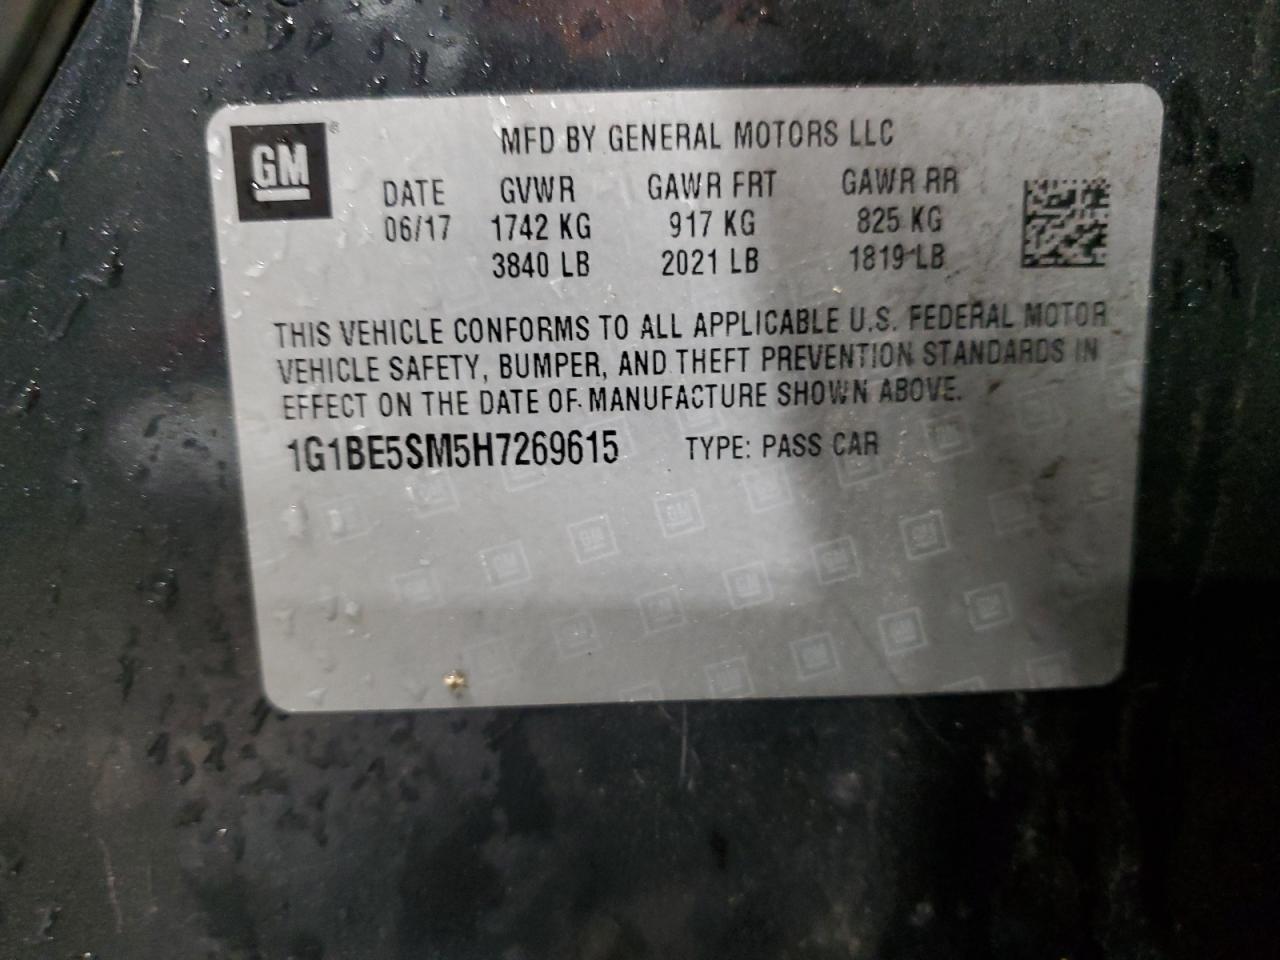 GM
MFD BY GENERAL MOTORS LLC
DATE GVWR GAWR FRT GAWR RR
06/17 1742 KG 917 KG 825 KG
3840 LB 2021 LB 1819 LB
THIS VEHICLE CONFORMS TO ALL APPLICABLE U.S. FEDERAL MOTOR
VEHICLE SAFETY, BUMPER, AND THEFT PREVENTION STANDARDS IN
EFFECT ON THE DATE OF MANUFACTURE SHOWN ABOVE.
1G1BE5SM5H7269615 TYPE: PASS CAR